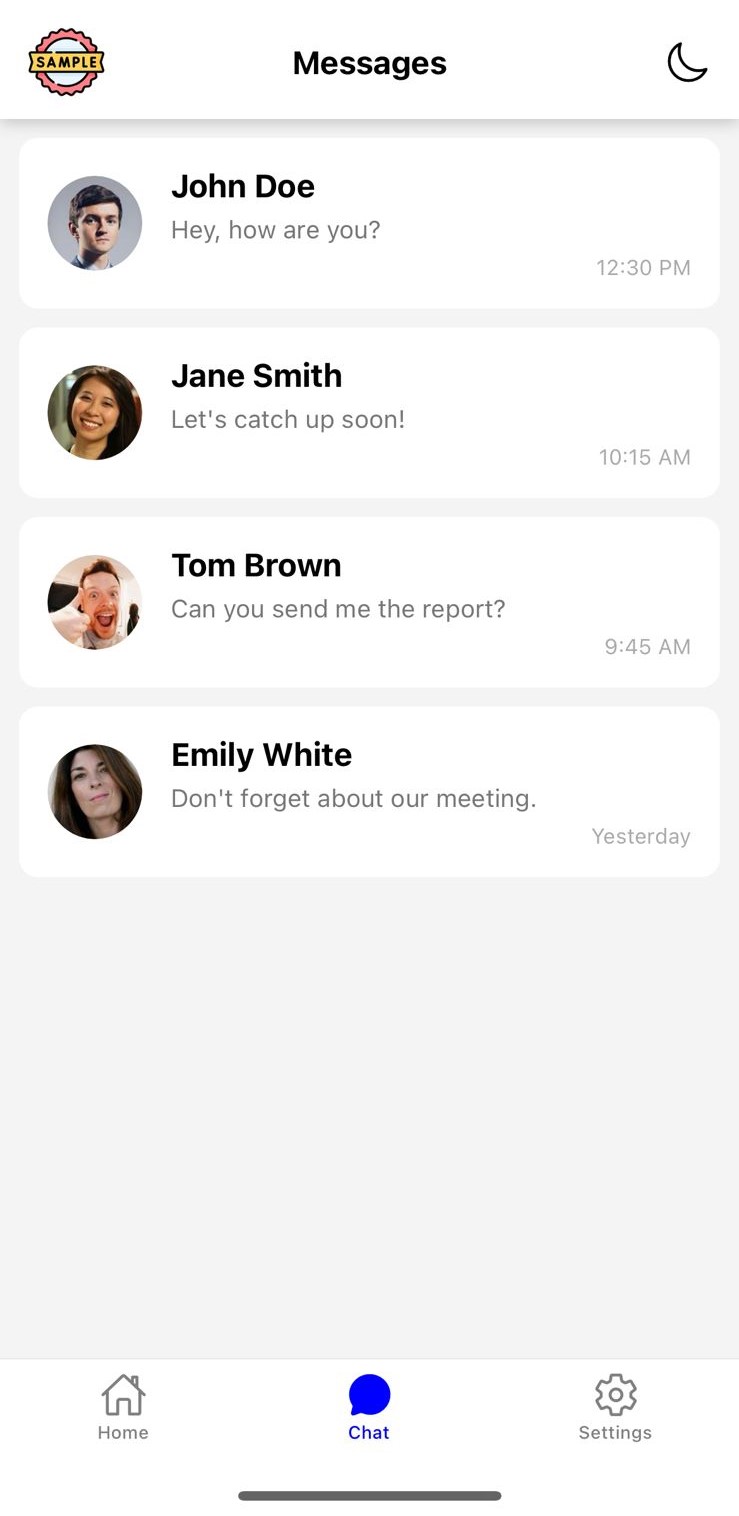 SAMPLE
Messages
John Doe
Hey, how are you?
12:30 PM
Jane Smith
Let's catch up soon!
10:15 AM
Tom Brown
Can you send me the report?
9:45 AM
Emily White
Don't forget about our meeting.
Yesterday
Home
Chat
Settings